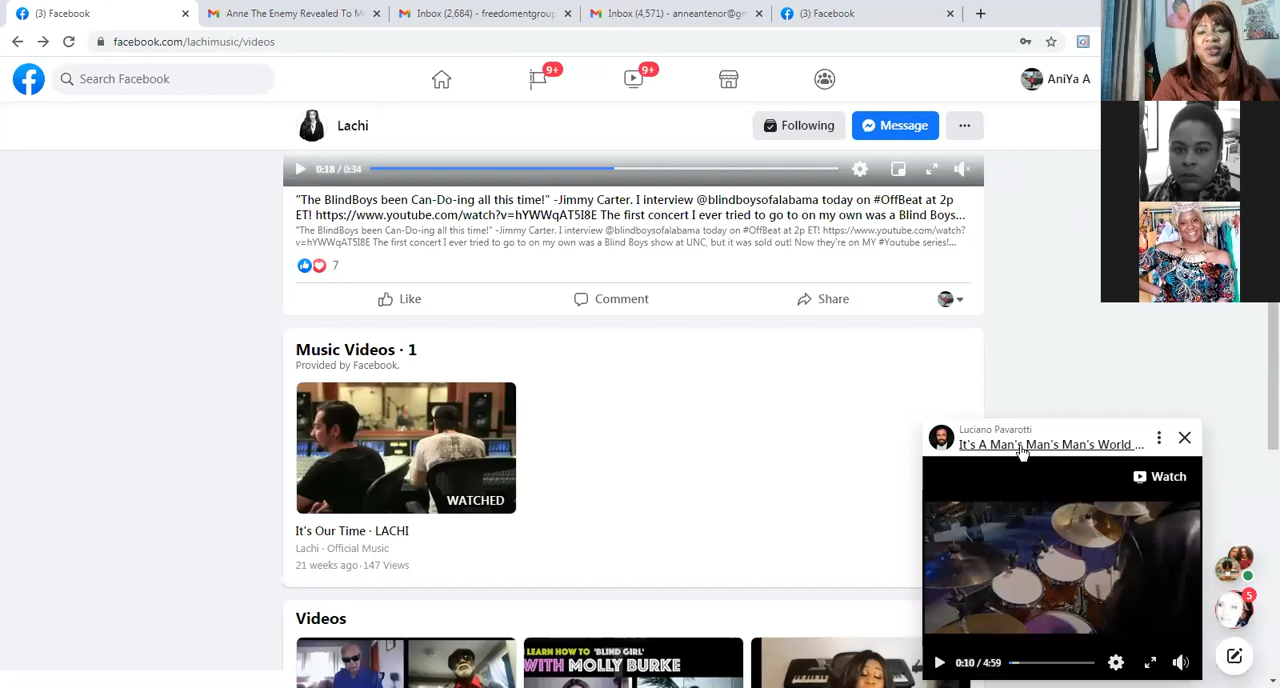 (3) Facebook
Anne The Enemy Revealed To M
Inbox (2,684) - freedomentgroup
Inbox (4,571) - anneantenor@gm
(3) Facebook
facebook.com/lachimusic/videos
Search Facebook
9+
9+
AniYa A
Lachi
Following
Message
0:18 / 0:34
"The BlindBoys been Can-Do-ing all this time!" -Jimmy Carter. I interview @blindboysofalabama today on #OffBeat at 2p
ET! https://www.youtube.com/watch?v=hYWWqAT5I8E The first concert I ever tried to go to on my own was a Blind Boys...
"The BlindBoys been Can-Do-ing all this time!" -Jimmy Carter. I interview @blindboysofalabama today on #OffBeat at 2p ET! https://www.youtube.com/watch?
v=hYWWqAT5I8E The first concert I ever tried to go to on my own was a Blind Boys show at UNC, but it was sold out! Now they're on MY #Youtube series!...
7
Like
Comment
Share
Music Videos · 1
Provided by Facebook.
WATCHED
It's Our Time · LACHI
Lachi · Official Music
21 weeks ago · 147 Views
Luciano Pavarotti
It's A Man's Man's Man's World ...
Watch
0:10 / 4:59
5
Videos
LEARN HOW TO 'BLIND GIRL'
WITH MOLLY BURKE